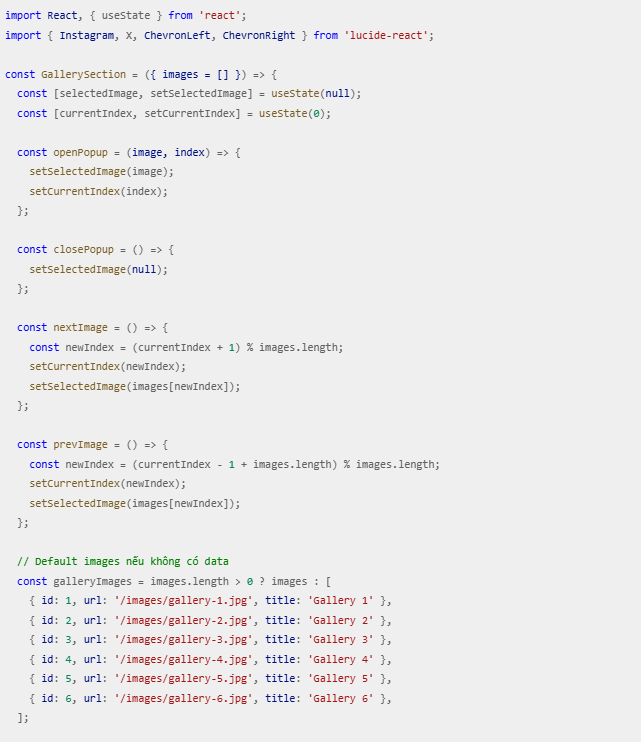 import React, { useState } from 'react';
import { Instagram, X, ChevronLeft, ChevronRight } from 'lucide-react';

const GallerySection = ({ images = [] }) => {
  const [selectedImage, setSelectedImage] = useState(null);
  const [currentIndex, setCurrentIndex] = useState(0);

  const openPopup = (image, index) => {
    setSelectedImage(image);
    setCurrentIndex(index);
  };

  const closePopup = () => {
    setSelectedImage(null);
  };

  const nextImage = () => {
    const newIndex = (currentIndex + 1) % images.length;
    setCurrentIndex(newIndex);
    setSelectedImage(images[newIndex]);
  };

  const prevImage = () => {
    const newIndex = (currentIndex - 1 + images.length) % images.length;
    setCurrentIndex(newIndex);
    setSelectedImage(images[newIndex]);
  };

  // Default images nếu không có data
  const galleryImages = images.length > 0 ? images : [
    { id: 1, url: '/images/gallery-1.jpg', title: 'Gallery 1' },
    { id: 2, url: '/images/gallery-2.jpg', title: 'Gallery 2' },
    { id: 3, url: '/images/gallery-3.jpg', title: 'Gallery 3' },
    { id: 4, url: '/images/gallery-4.jpg', title: 'Gallery 4' },
    { id: 5, url: '/images/gallery-5.jpg', title: 'Gallery 5' },
    { id: 6, url: '/images/gallery-6.jpg', title: 'Gallery 6' },
  ];